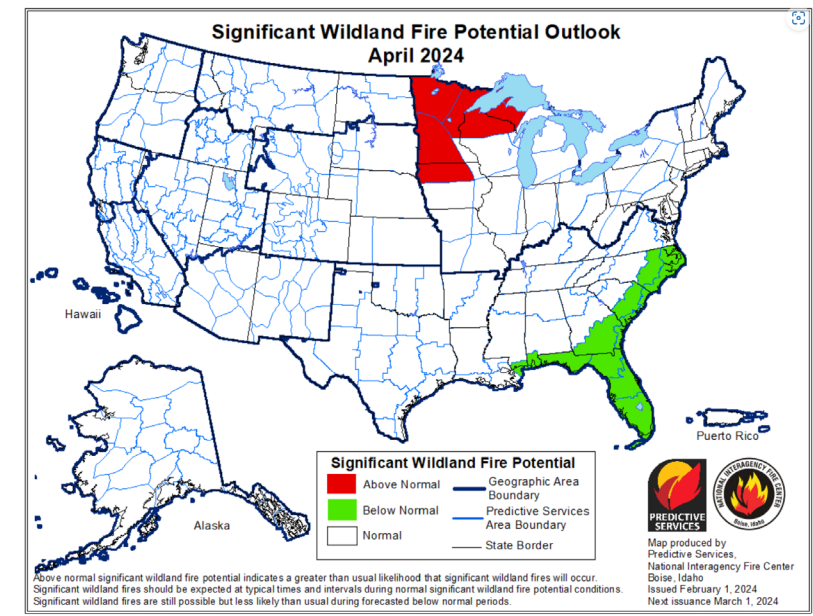 Significant Wildland Fire Potential Outlook
April 2024
Hawaii
Alaska
Puerto Rico
Significant Wildland Fire Potential
Above Normal
Below Normal
Normal
Geographic Area
Boundary
Predictive Services
Area Boundary
State Border
PREDICTIVE
SERVICES
NATIONAL INTERAGENCY FIRE CENTER
Boise, Idaho
Map produced by
Predictive Services,
National Interagency Fire Center
Boise, Idaho
Issued February 1, 2024
Next issuance March 1, 2024
Above normal significant wildland fire potential indicates a greater than usual likelihood that significant wildland fires will occur.
Significant wildland fires should be expected at typical times and intervals during normal significant wildland fire potential conditions.
Significant wildland fires are still possible but less likely than usual during forecasted below normal periods.